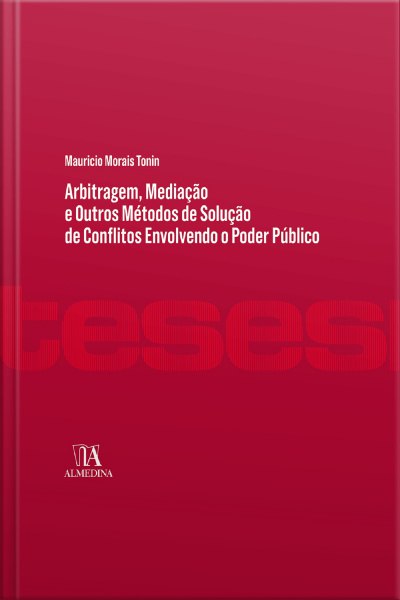 Mauricio Morais Tonin
Arbitragem, Mediação
e Outros Métodos de Solução
de Conflitos Envolvendo o Poder Público
teses
ALMEDINA